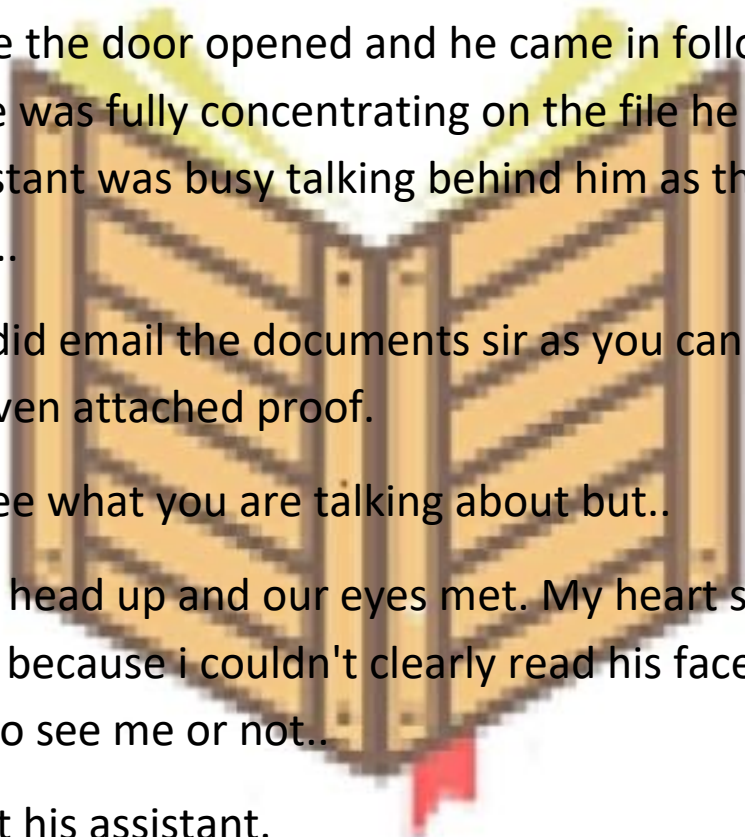 e the door opened and he came in follo
e was fully concentrating on the file he
stant was busy talking behind him as th
..
did email the documents sir as you can
ven attached proof.
ee what you are talking about but..
head up and our eyes met. My heart s
because i couldn't clearly read his face
o see me or not..
t his assistant.